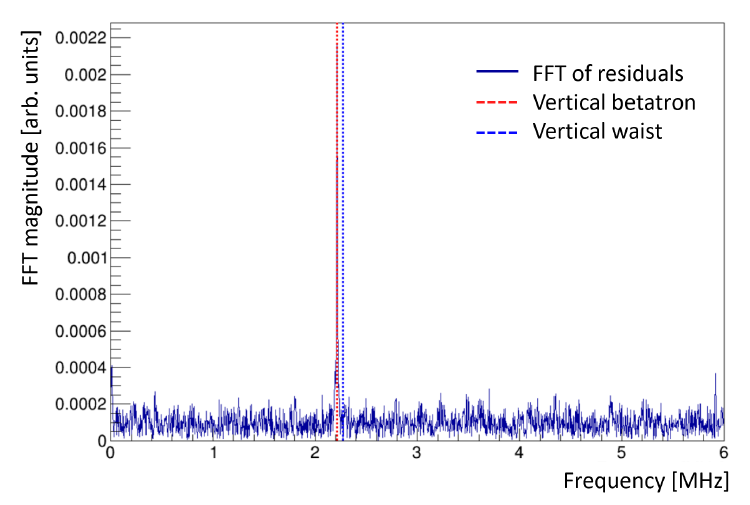 FFT magnitude [arb. units]
0.0022
0.002
0.0018
0.0016
0.0014
0.0012
0.001
0.0008
0.0006
0.0004
0.0002
0
FFT of residuals
Vertical betatron
Vertical waist
0 1 2 3 4 5 6
Frequency [MHz]